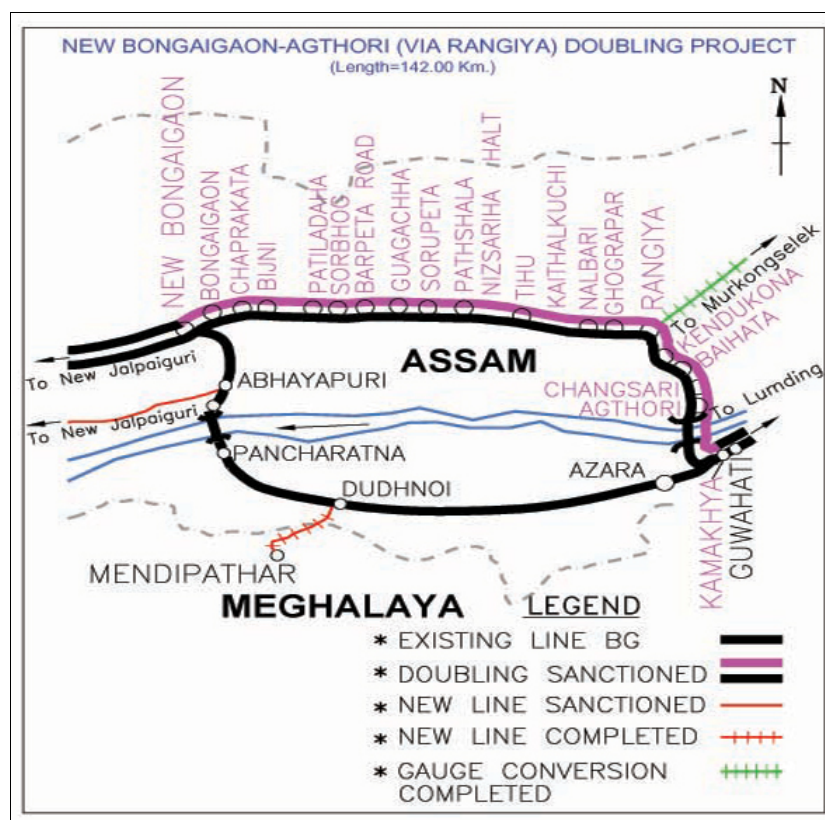 NEW BONGAIGAON-AGTHORI (VIA RANGIYA) DOUBLING PROJECT
(Length=142.00 Km.)
N
NEW BONGAIGAON
BONGAIGAON
CHAPRAKATA
BIJNI
PATILADAHA
SORBHOG
BARPETA ROAD
GUAGACHHA
SORUPETA
PATHSHALA
NIZSARIHA HALT
TIHU
KAITHALKUCHI
NALBARI
GHOGRAPAR
RANGIYA
To Murkongselek
KENDUKONA
BAIHATA
To New Jalpaiguri
ASSAM
ABHAYAPURI
CHANGSARI
AGTHORI
To Lumding
To New Jalpaiguri
PANCHARATNA
AZARA
DUDHNOI
KAMAKHYA
GUWAHATI
MENDIPATHAR
MEGHALAYA
LEGEND
* EXISTING LINE BG
* DOUBLING SANCTIONED
* NEW LINE SANCTIONED
* NEW LINE COMPLETED
* GAUGE CONVERSION
COMPLETED